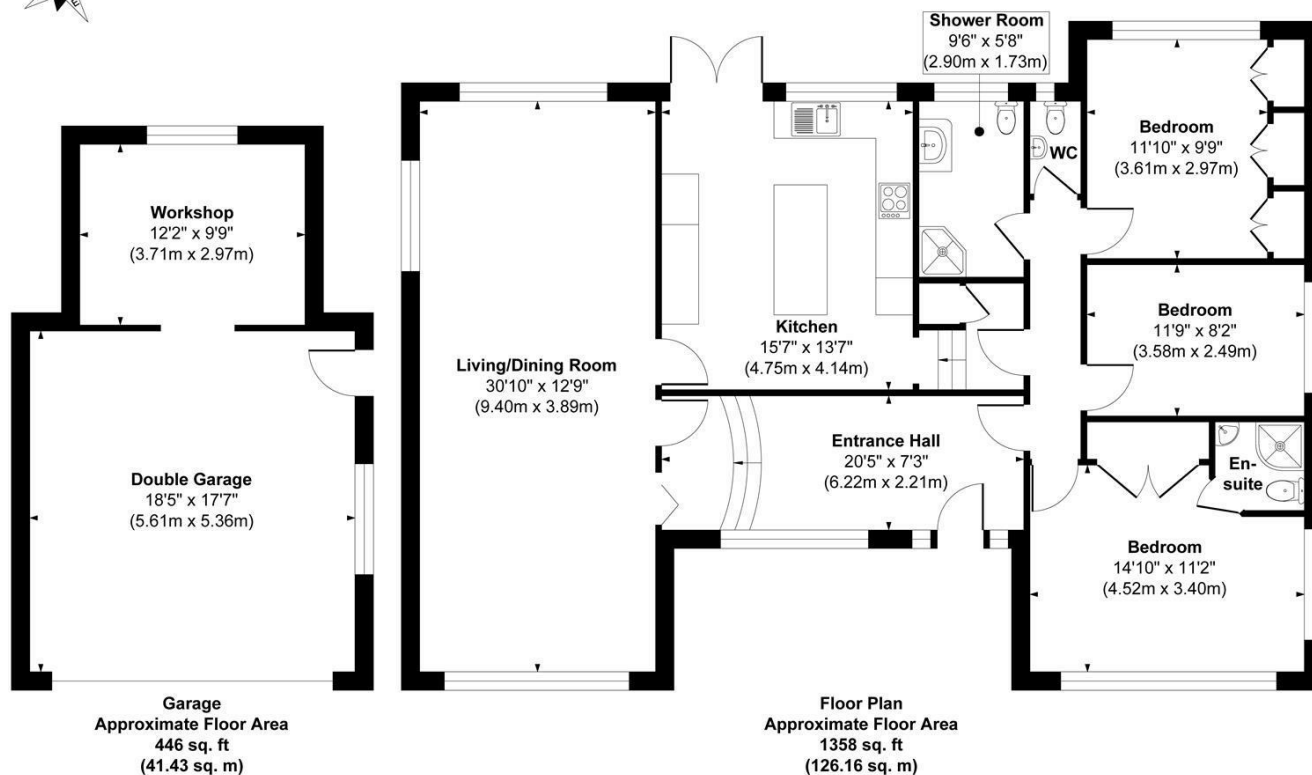 Shower Room
9'6" x 5'8"
(2.90m x 1.73m)
WC
Bedroom
11'10" x 9'9"
(3.61m x 2.97m)
Workshop
12'2" x 9'9"
(3.71m x 2.97m)
Kitchen
15'7" x 13'7"
(4.75m x 4.14m)
Bedroom
11'9" x 8'2"
(3.58m x 2.49m)
Living/Dining Room
30'10" x 12'9"
(9.40m x 3.89m)
Entrance Hall
20'5" x 7'3"
(6.22m x 2.21m)
En-
suite
Double Garage
18'5" x 17'7"
(5.61m x 5.36m)
Bedroom
14'10" x 11'2"
(4.52m x 3.40m)
Garage
Approximate Floor Area
446 sq. ft
(41.43 sq. m)
Floor Plan
Approximate Floor Area
1358 sq. ft
(126.16 sq. m)